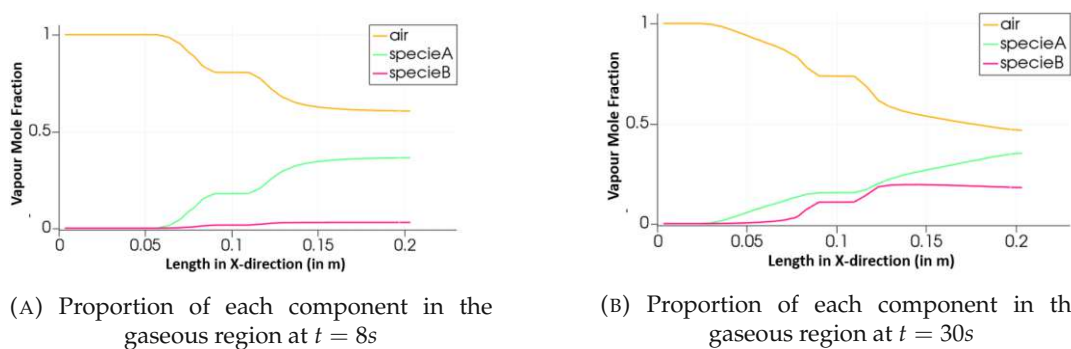 1
0.5
0
Vapour Mole Fraction
air
specieA
specieB
0 0.05 0.1 0.15 0.2
Length in X-direction (in m)
(A) Proportion of each component in the
gaseous region at t = 8s
1
0.5
0
Vapour Mole Fraction
air
specieA
specieB
0 0.05 0.1 0.15 0.2
Length in X-direction (in m)
(B) Proportion of each component in th
gaseous region at t = 30s